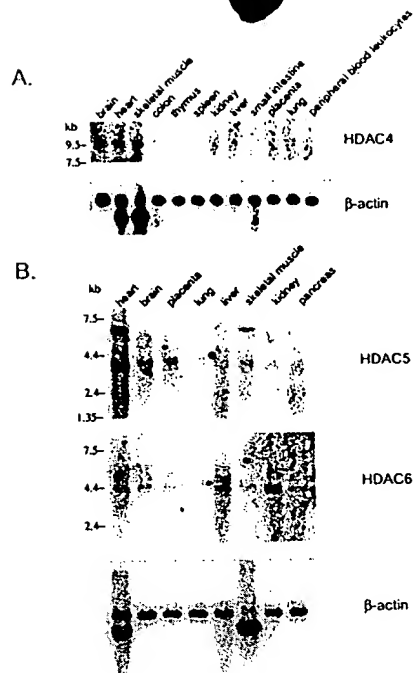 A.
brain heart skeletal muscle colon thymus spleen kidney liver small intestine placenta lung peripheral blood leukocytes
kb
9.5-
7.5-
HDAC4
β-actin
B.
kb heart brain placenta lung liver skeletal muscle kidney pancreas
7.5-
4.4-
2.4-
1.35-
HDAC5
7.5-
4.4-
2.4-
HDAC6
β-actin